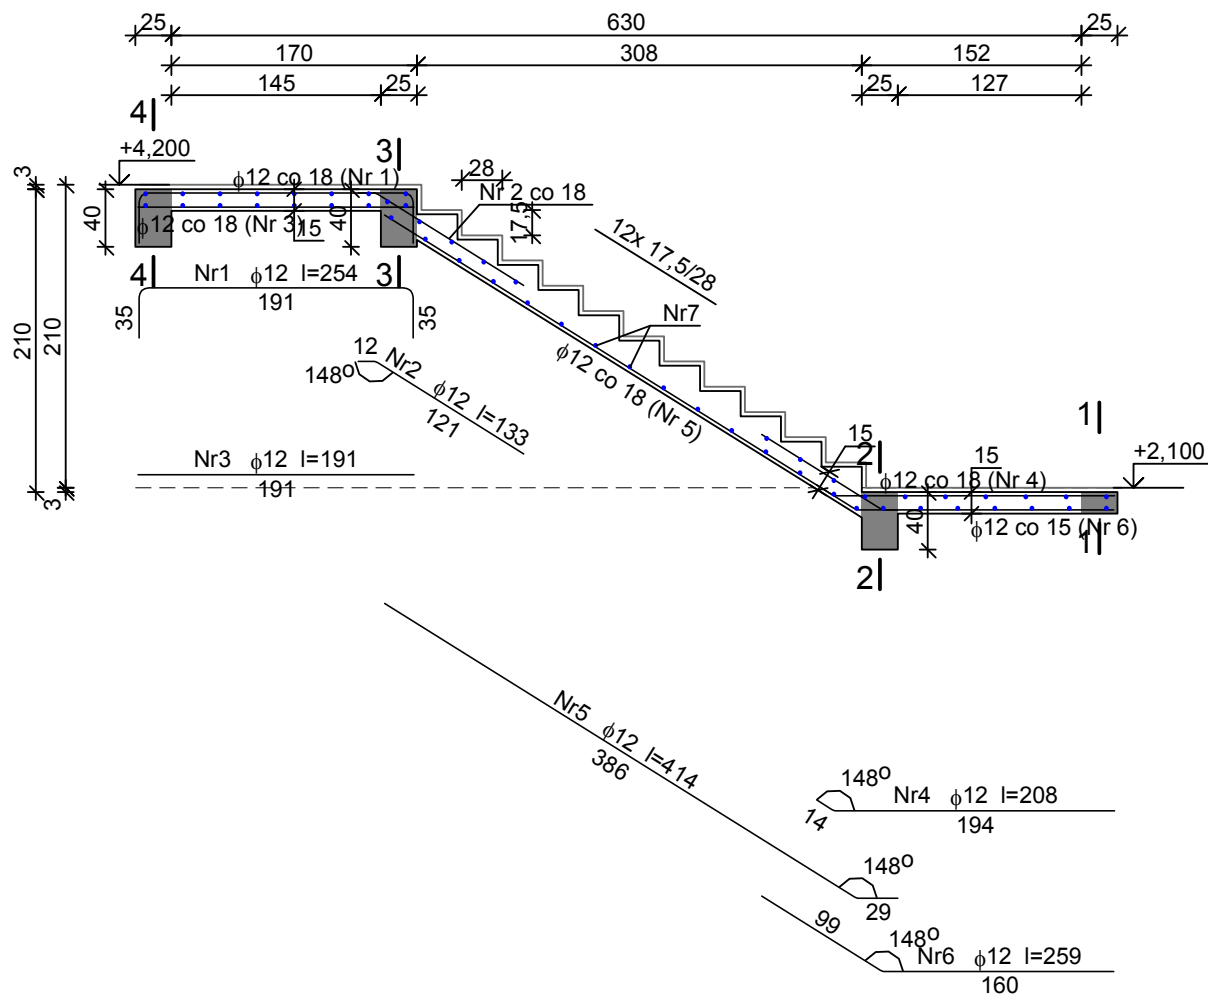 25 630 25
170 308 152
145 25 25 127
4
3
+4,200
3
ϕ12 co 18 (Nr 1)
28
Nr 2 co 18
40
40
17,5
ϕ12 co 18 (Nr 3)
15
12x 17,5/28
4
3
Nr1 ϕ12 l=254
191
35
35
Nr7
210
210
12 Nr2
148o
ϕ12 l=133
121
ϕ12 co 18 (Nr 5)
1
15
2
15
+2,100
Nr3 ϕ12 l=191
191
ϕ12 co 18 (Nr 4)
3
40
ϕ12 co 15 (Nr 6)
1
2
Nr5 ϕ12 l=414
386
148o
Nr4 ϕ12 l=208
14
194
148o
29
99
148o
Nr6 ϕ12 l=259
160